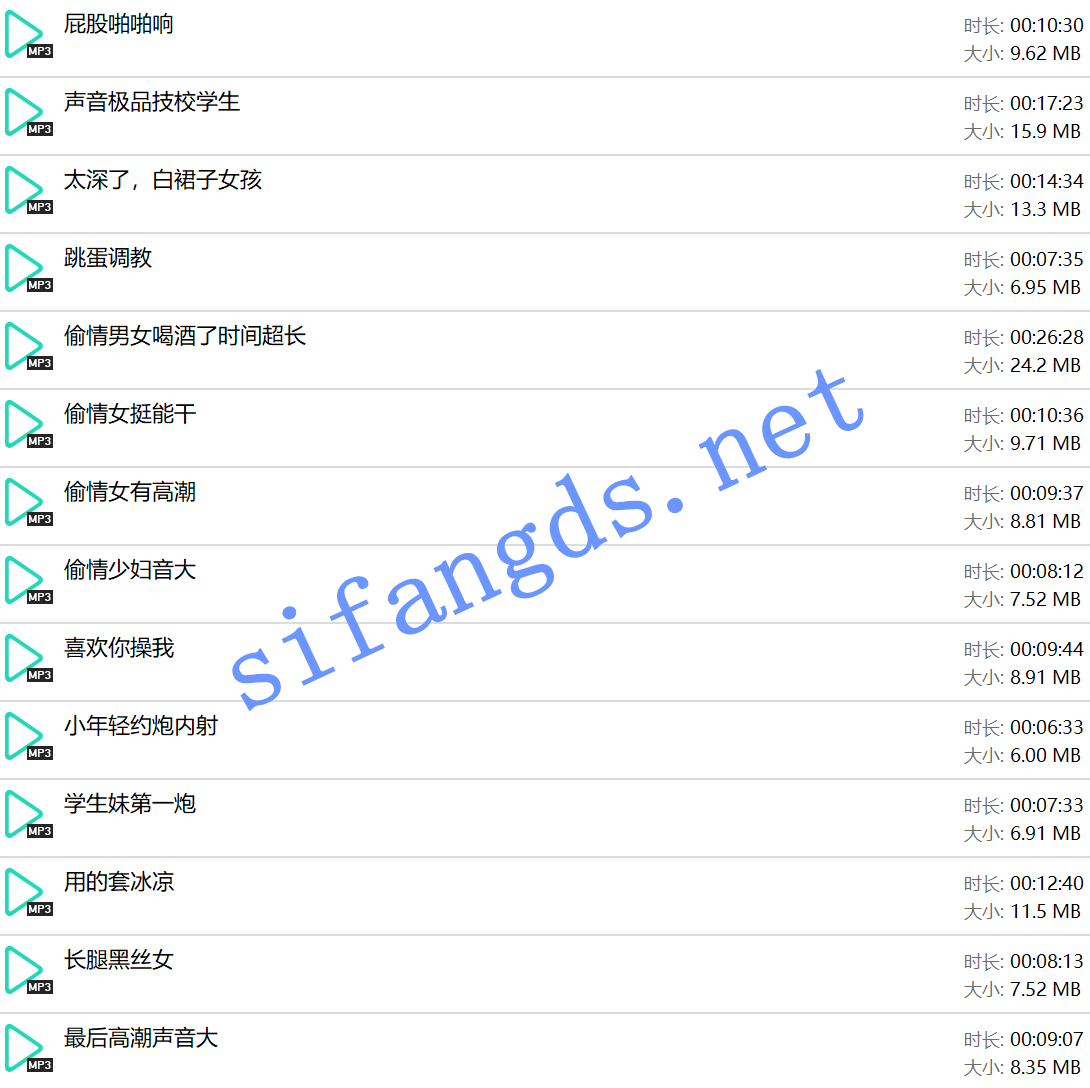 屁股啪啪响
时长: 00:10:30
MP3
大小: 9.62 MB
声音极品技校学生
时长: 00:17:23
MP3
大小: 15.9 MB
太深了，白裙子女孩
时长: 00:14:34
MP3
大小: 13.3 MB
跳蛋调教
时长: 00:07:35
MP3
大小: 6.95 MB
偷情男女喝酒了时间超长
时长: 00:26:28
MP3
大小: 24.2 MB
偷情女挺能干
时长: 00:10:36
MP3
大小: 9.71 MB
偷情女有高潮
时长: 00:09:37
MP3
大小: 8.81 MB
偷情少妇音大
时长: 00:08:12
MP3
大小: 7.52 MB
喜欢你操我
时长: 00:09:44
MP3
大小: 8.91 MB
小年轻约炮内射
时长: 00:06:33
MP3
大小: 6.00 MB
学生妹第一炮
时长: 00:07:33
MP3
大小: 6.91 MB
用的套冰凉
时长: 00:12:40
MP3
大小: 11.5 MB
长腿黑丝女
时长: 00:08:13
MP3
大小: 7.52 MB
最后高潮声音大
时长: 00:09:07
MP3
大小: 8.35 MB
sifangds.net